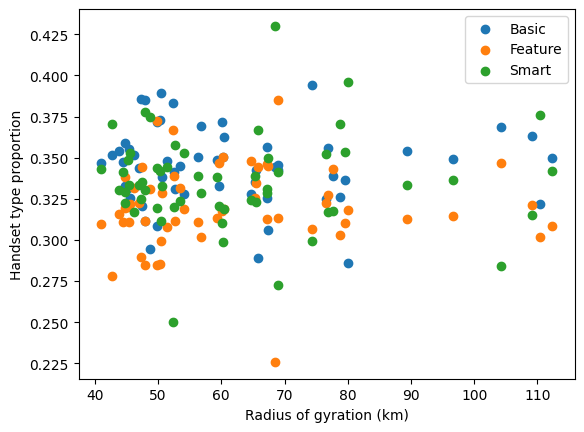 0.425
0.400
0.375
0.350
0.325
0.300
0.275
0.250
0.225
Handset type proportion
Basic
Feature
Smart
40 50 60 70 80 90 100 110
Radius of gyration (km)